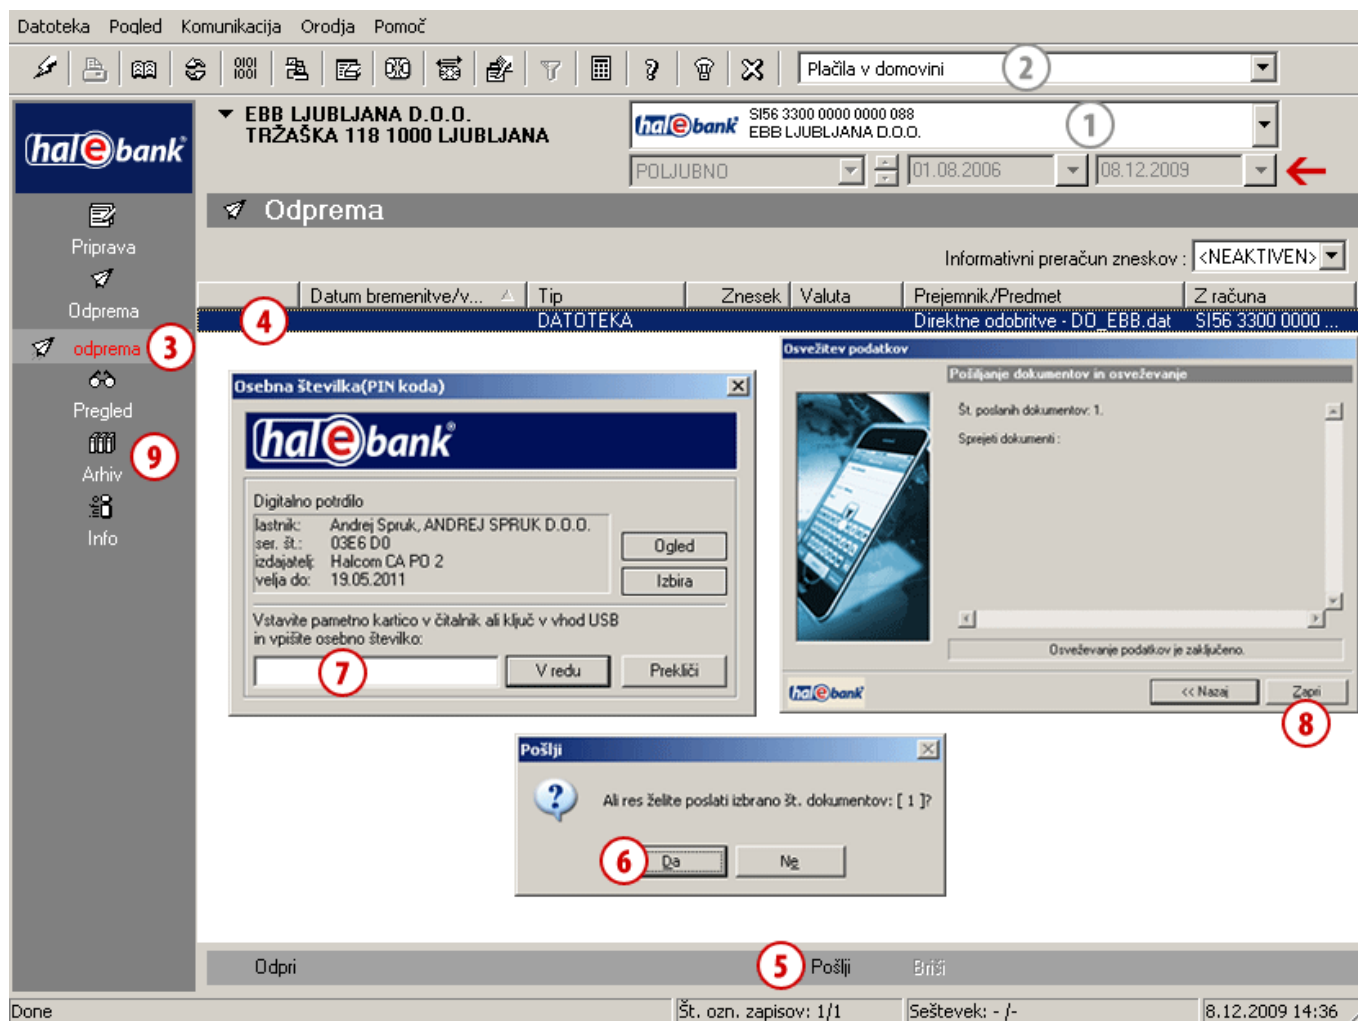 Datoteka Pogled Komunikacija Orodja Pomoč
Plačila v domovini 2
EBB LJUBLJANA D.O.O.
TRŽAŠKA 118 1000 LJUBLJANA
halebank SI56 3300 0000 0000 088
EBB LJUBLJANA D.O.O. 1
POLJUBNO 01.08.2006 08.12.2009
halebank
Odprema
Priprava
Odprema
odprema 3
Pregled
Arhiv 9
Info
Informativni preračun zneskov : <NEAKTIVEN>
Datum bremenitve/v... Tip Znesek Valuta Prejemnik/Predmet Z računa
4 DATOTEKA Direktne odobritve - DO_EBB.dat SI56 3300 0000 ...
Osebna številka(PIN koda)
halebank
Digitalno potrdilo
lastnik: Andrej Spruk, ANDREJ SPRUK D.O.O.
ser. št.: 03E6 D0
izdajatelj: Halcom CA PO 2
velja do: 19.05.2011
Ogled
Izbira
Vstavite pametno kartico v čitalnik ali ključ v vhod USB
in vpišite osebno številko:
7 V redu Prekliči
Osvežitev podatkov
Pošiljanje dokumentov in osveževanje
Št. poslanih dokumentov: 1.
Sprejeti dokumenti :
Osveževanje podatkov je zaključeno.
halebank << Nazaj Zapri
8
Pošlji
Ali res želite poslati izbrano št. dokumentov: [ 1 ]?
6 Da Ne
Odpri 5 Pošlji Briši
Done Št. ozn. zapisov: 1/1 Seštevek: - /- 8.12.2009 14:36